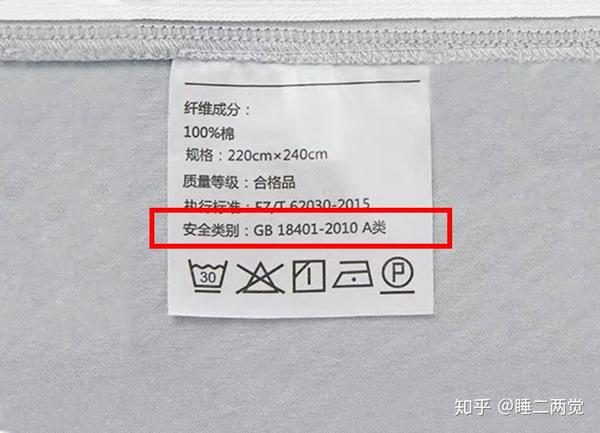 纤维成分：
100%棉
规格：220cm×240cm
质量等级：合格品
执行标准：FZ/T 62030-2015
安全类别：GB 18401-2010 A类
30
P
知乎 @睡二两觉